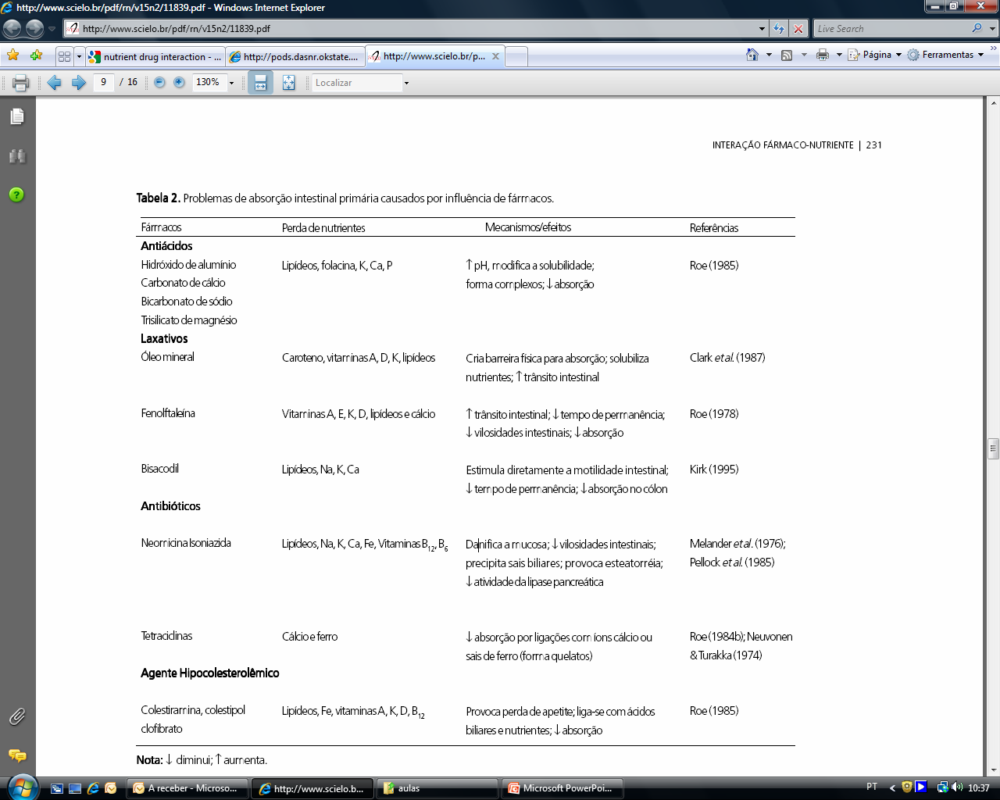 http://www.scielo.br/pdf/rn/v15n2/11839.pdf - Windows Internet Explorer
http://www.scielo.br/pdf/rn/v15n2/11839.pdf
Live Search
nutrient drug interaction - ...
http://pods.dasnr.okstate....
http://www.scielo.br/p...
Página
Ferramentas
9 / 16
130%
Localizar
INTERAÇÃO FÁRMACO-NUTRIENTE | 231
Tabela 2. Problemas de absorção intestinal primária causados por influência de fármacos.
Fármacos Perda de nutrientes Mecanismos/efeitos Referências
Antiácidos
Hidróxido de alumínio Lipídeos, folacina, K, Ca, P ↑ pH, modifica a solubilidade; Roe (1985)
Carbonato de cálcio forma complexos; ↓ absorção
Bicarbonato de sódio
Trisilicato de magnésio
Laxativos
Óleo mineral Caroteno, vitaminas A, D, K, lipídeos Cria barreira física para absorção; solubiliza Clark et al. (1987)
nutrientes; ↑ trânsito intestinal
Fenolftaleína Vitaminas A, E, K, D, lipídeos e cálcio ↑ trânsito intestinal; ↓ tempo de permanência; Roe (1978)
↓ vilosidades intestinais; ↓ absorção
Bisacodil Lipídeos, Na, K, Ca Estimula diretamente a motilidade intestinal; Kirk (1995)
↓ tempo de permanência; ↓ absorção no cólon
Antibióticos
Neomicina Isoniazida Lipídeos, Na, K, Ca, Fe, Vitaminas B12, B6 Danifica a mucosa; ↓ vilosidades intestinais; Melander et al. (1976);
precipita sais biliares; provoca esteatorréia; Pellock et al. (1985)
↓ atividade da lipase pancreática
Tetraciclinas Cálcio e ferro ↓ absorção por ligações com íons cálcio ou Roe (1984b); Neuvonen
sais de ferro (forma quelatos) & Turakka (1974)
Agente Hipocolesterolêmico
Colestiramina, colestipol Lipídeos, Fe, vitaminas A, K, D, B12 Provoca perda de apetite; liga-se com ácidos Roe (1985)
clofibrato biliares e nutrientes; ↓ absorção
Nota: ↓ diminui; ↑ aumenta.
A receber - Microso...
http://www.scielo.b...
aulas
Microsoft PowerPoi...
PT
10:37